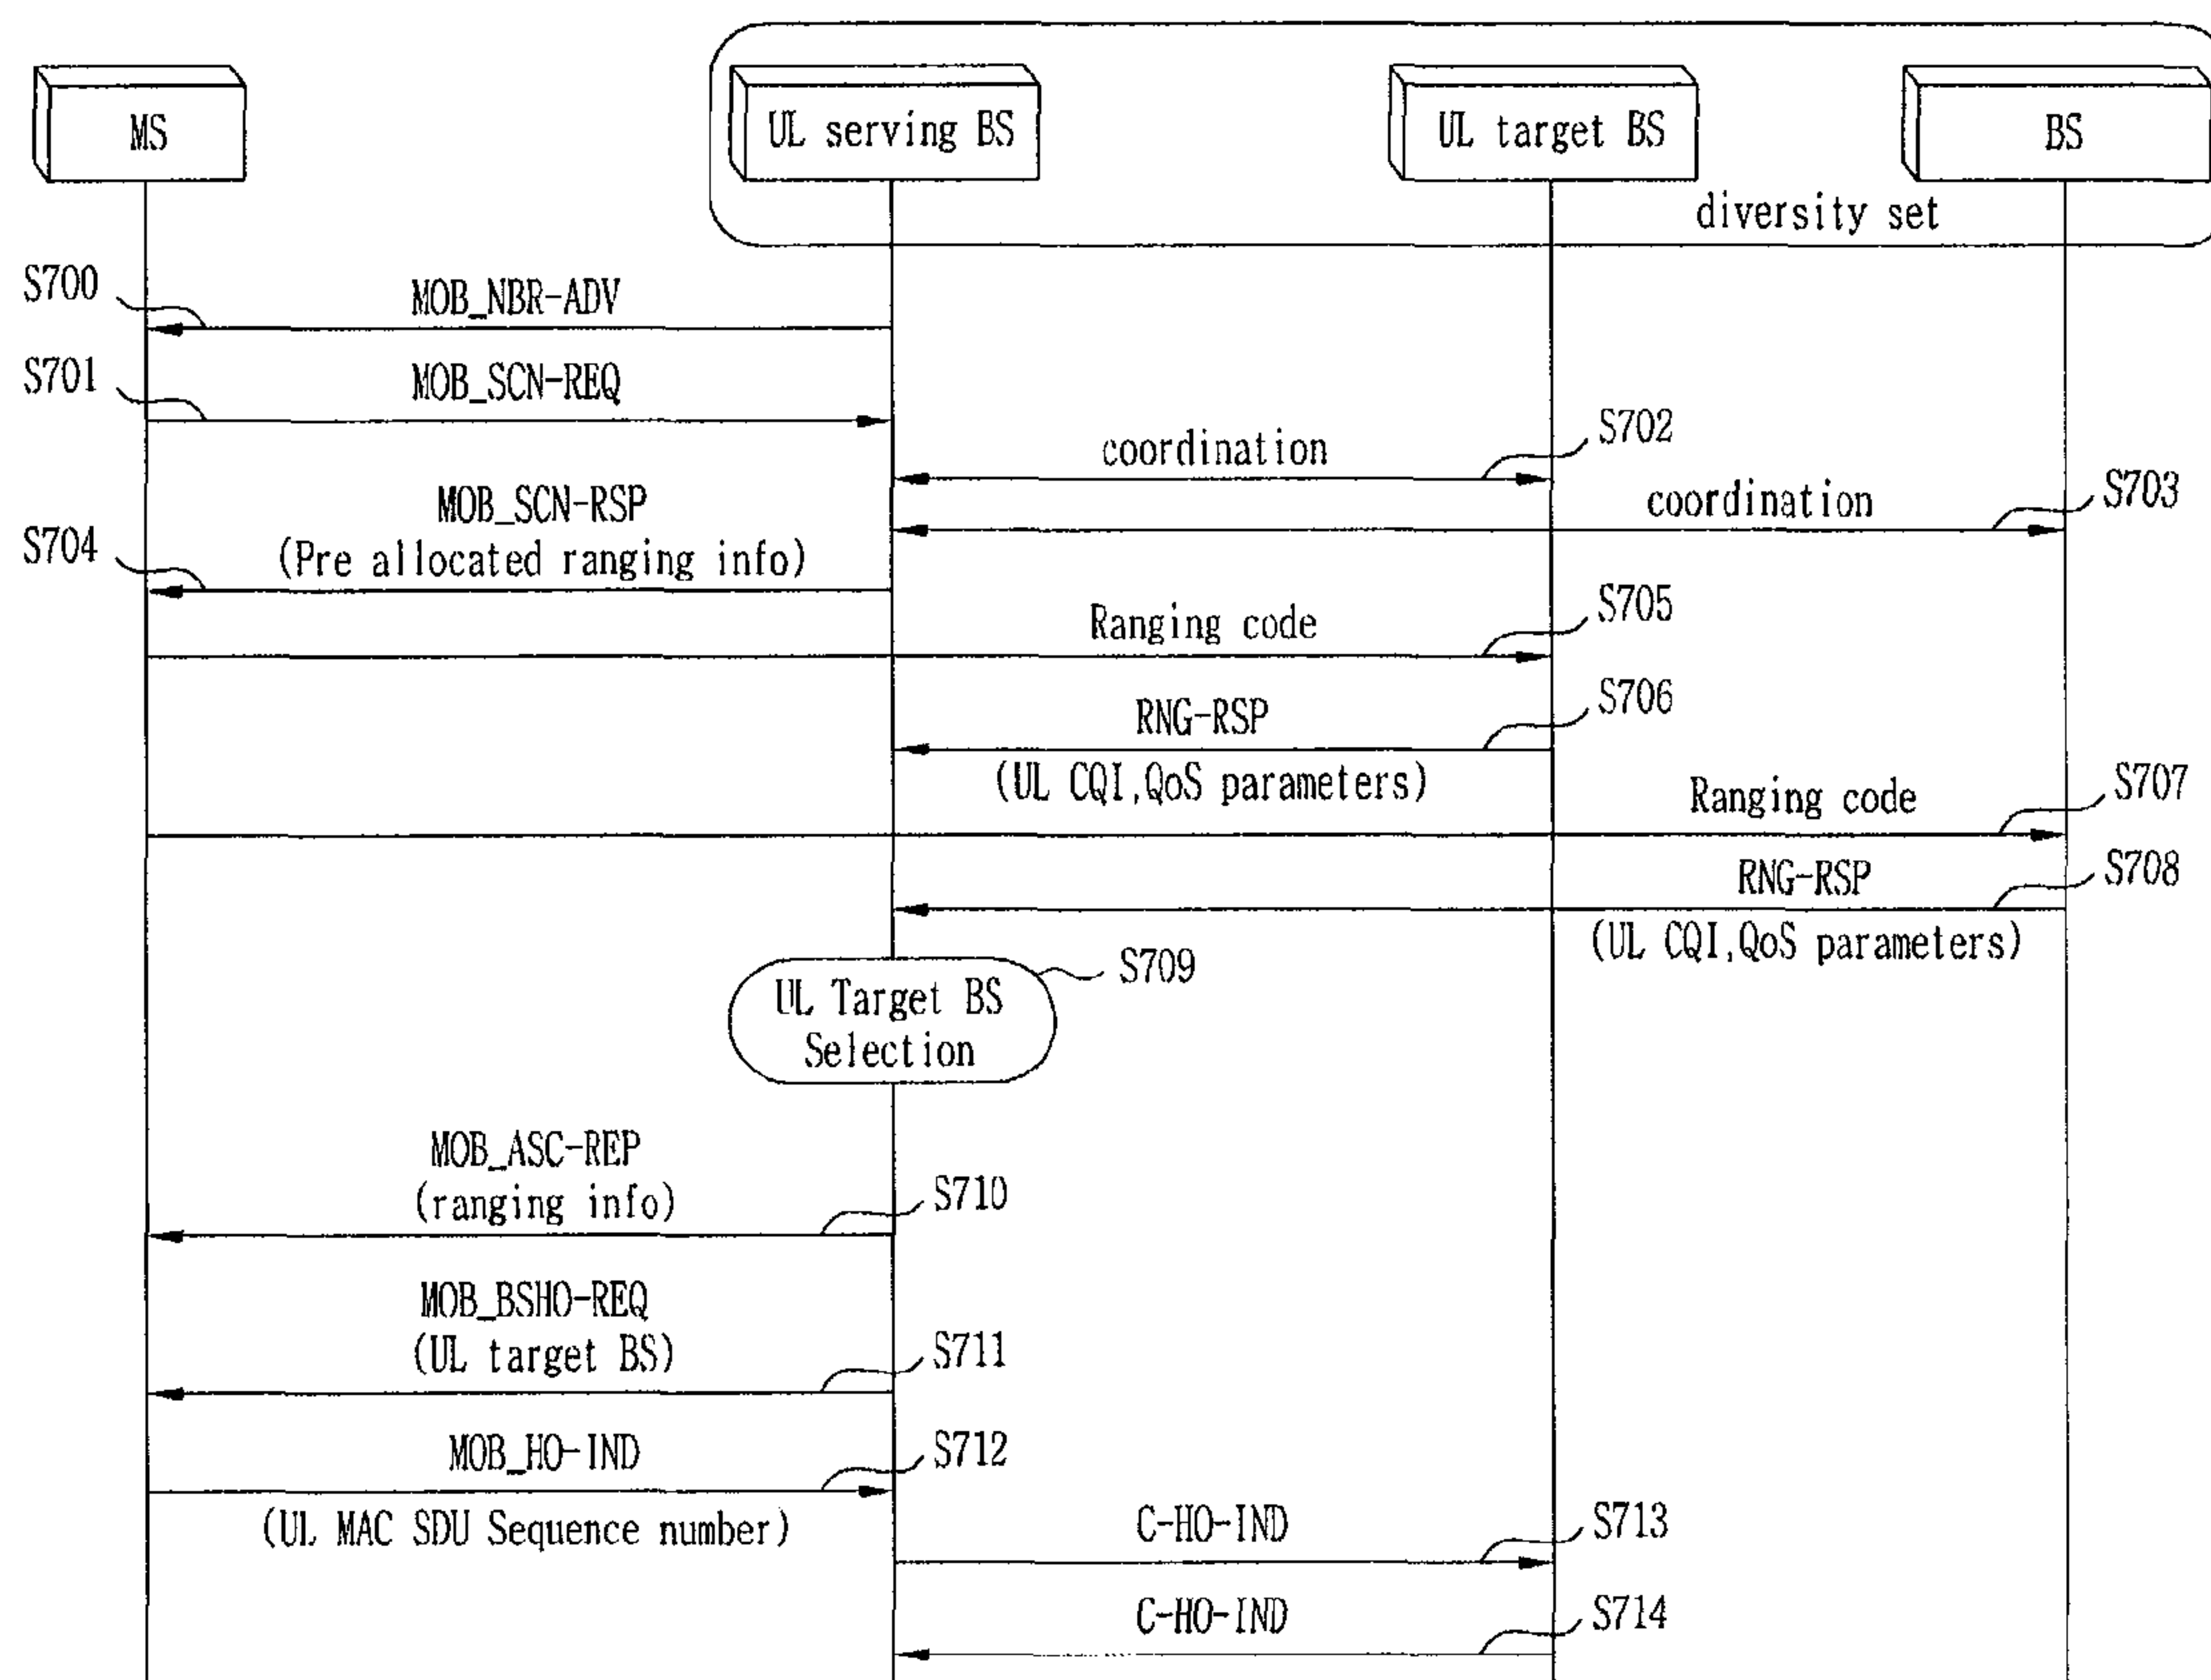 MS
UL serving BS
UL target BS
BS
diversity set
S700
MOB_NBR-ADV
S701
MOB_SCN-REQ
coordination
S702
coordination
S703
MOB_SCN-RSP
(Pre allocated ranging info)
S704
Ranging code
S705
RNG-RSP
S706
(UL CQI,QoS parameters)
Ranging code
S707
RNG-RSP
S708
(UL CQI,QoS parameters)
UL Target BS
Selection
S709
MOB_ASC-REP
(ranging info)
S710
MOB_BSHO-REQ
(UL target BS)
S711
MOB_HO-IND
S712
(UL MAC SDU Sequence number)
C-HO-IND
S713
C-HO-IND
S714